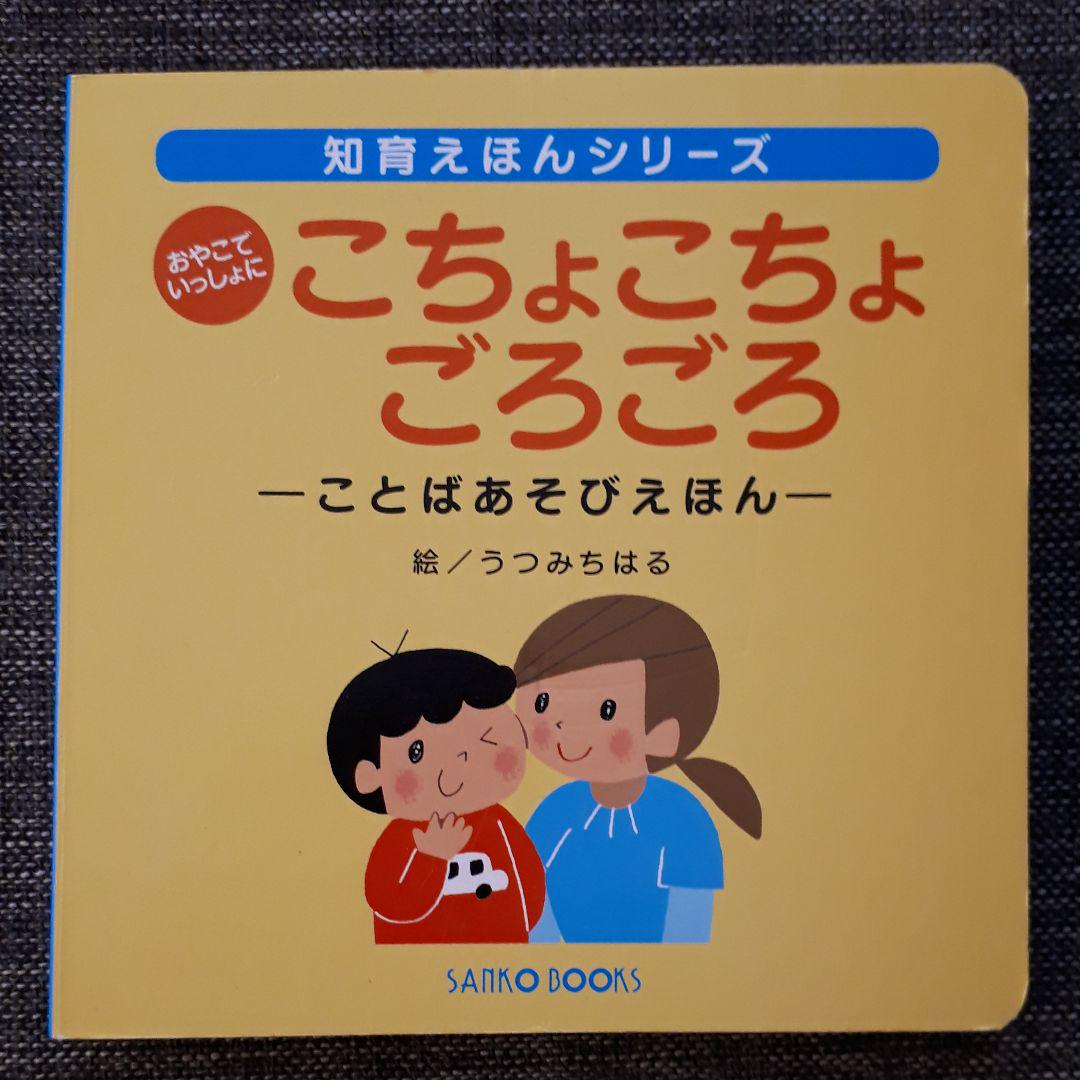 知育えほんシリーズ
おやこで
いっしょに
こちょこちょ
ごろごろ
―ことばあそびえほん―
絵／うつみちはる
SANKO BOOKS